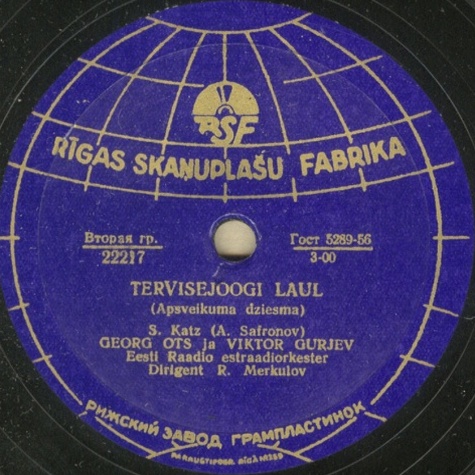 RSF
RĪGAS SKAŅUPLAŠU FABRIKA
Вторая гр.
22217
Гост 5289-56
3-00
TERVISEJOOGI LAUL
(Apsveikuma dziesma)
S. Katz (A. Safronov)
GEORG OTS ja VIKTOR GURJEV
Eesti Raadio estraadiorkester
Dirigent R. Merkulov
РИЖСКИЙ ЗАВОД ГРАМПЛАСТИНОК